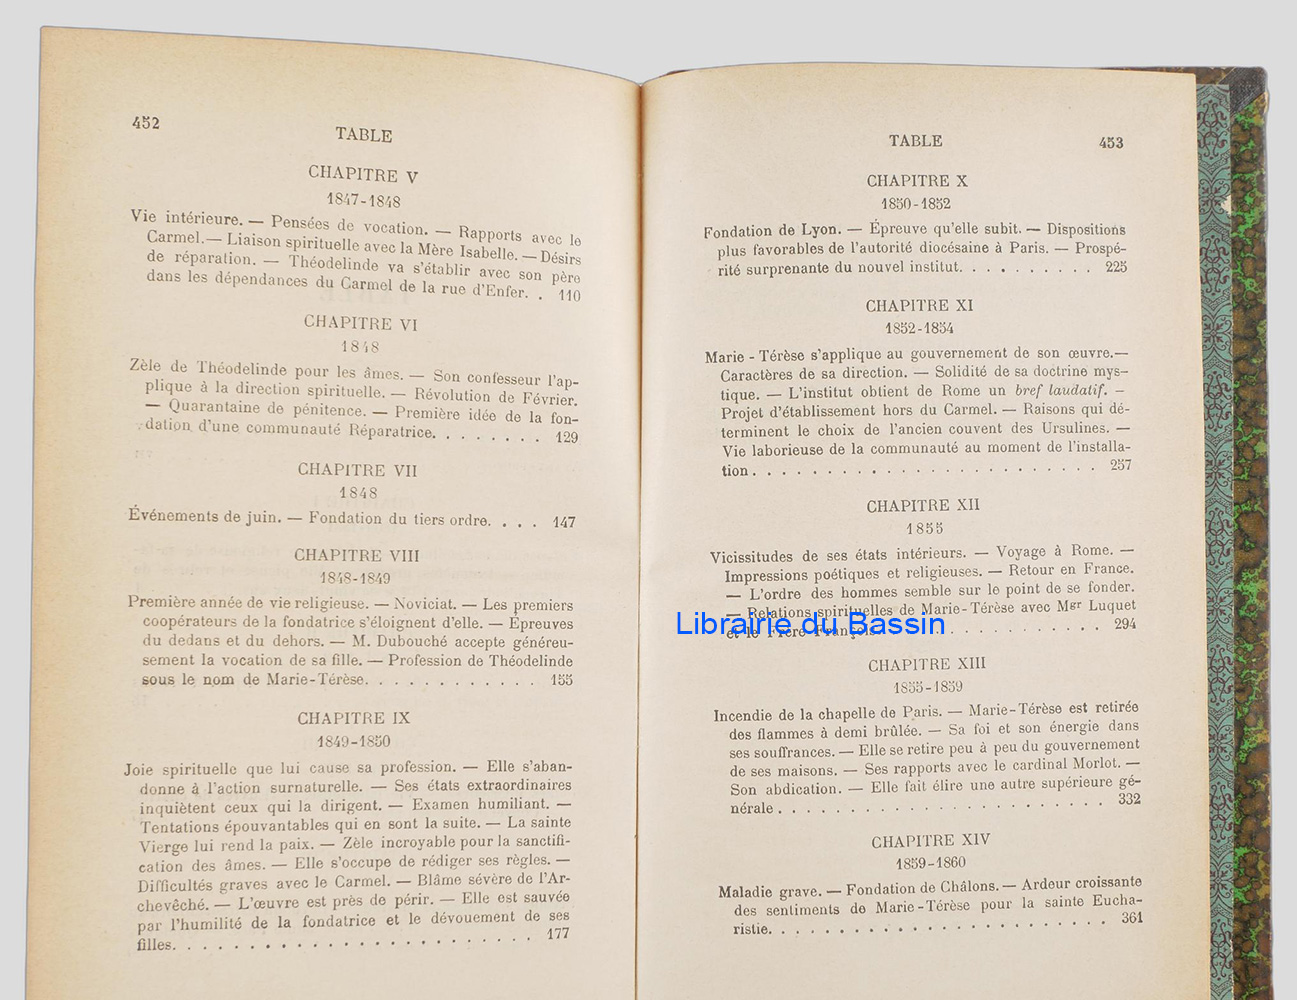 452
TABLE
CHAPITRE V
1847-1848
Vie intérieure. — Pensées de vocation. — Rapports avec le
Carmel. — Liaison spirituelle avec la Mère Isabelle. — Désirs
de réparation. — Théodelinde va s'établir avec son père
dans les dépendances du Carmel de la rue d'Enfer. . 110
CHAPITRE VI
1848
Zèle de Théodelinde pour les âmes. — Son confesseur l'ap-
plique à la direction spirituelle. — Révolution de Février.
— Quarantaine de pénitence. — Première idée de la fon-
dation d'une communauté Réparatrice. . . . . . . . 129
CHAPITRE VII
1848
Événements de juin. — Fondation du tiers ordre. . . . 147
CHAPITRE VIII
1848-1849
Première année de vie religieuse. — Noviciat. — Les premiers
coopérateurs de la fondatrice s'éloignent d'elle. — Épreuves
du dedans et du dehors. — M. Dubouché accepte généreu-
sement la vocation de sa fille. — Profession de Théodelinde
sous le nom de Marie-Térèse. . . . . . . . . . . . 155
CHAPITRE IX
1849-1850
Joie spirituelle que lui cause sa profession. — Elle s'aban-
donne à l'action surnaturelle. — Ses états extraordinaires
inquiètent ceux qui la dirigent. — Examen humiliant. —
Tentations épouvantables qui en sont la suite. — La sainte
Vierge lui rend la paix. — Zèle incroyable pour la sanctifi-
cation des âmes. — Elle s'occupe de rédiger ses règles. —
Difficultés graves avec le Carmel. — Blâme sévère de l'Ar-
chevêché. — L'œuvre est près de périr. — Elle est sauvée
par l'humilité de la fondatrice et le dévouement de ses
filles. . . . . . . . . . . . . . . . . . . . 177
TABLE
453
CHAPITRE X
1850-1852
Fondation de Lyon. — Épreuve qu'elle subit. — Dispositions
plus favorables de l'autorité diocésaine à Paris. — Prospé-
rité surprenante du nouvel institut. . . . . . . . . . 225
CHAPITRE XI
1852-1854
Marie-Térèse s'applique au gouvernement de son œuvre. —
Caractères de sa direction. — Solidité de sa doctrine mys-
tique. — L'institut obtient de Rome un bref laudatif. —
Projet d'établissement hors du Carmel. — Raisons qui dé-
terminent le choix de l'ancien couvent des Ursulines. —
Vie laborieuse de la communauté au moment de l'installa-
tion. . . . . . . . . . . . . . . . . . . . . . . 257
CHAPITRE XII
1855
Vicissitudes de ses états intérieurs. — Voyage à Rome. —
Impressions poétiques et religieuses. — Retour en France.
— L'ordre des hommes semble sur le point de se fonder.
— Relations spirituelles de Marie-Térèse avec Mgr Luquet
et le Frère François. . . . . . . . . . . . . . . 294
Librairie du Bassin
CHAPITRE XIII
1855-1859
Incendie de la chapelle de Paris. — Marie-Térèse est retirée
des flammes à demi brûlée. — Sa foi et son énergie dans
ses souffrances. — Elle se retire peu à peu du gouvernement
de ses maisons. — Ses rapports avec le cardinal Morlot. —
Son abdication. — Elle fait élire une autre supérieure gé-
nérale . . . . . . . . . . . . . . . . . . . . . 332
CHAPITRE XIV
1859-1860
Maladie grave. — Fondation de Châlons. — Ardeur croissante
des sentiments de Marie-Térèse pour la sainte Eucha-
ristie. . . . . . . . . . . . . . . . . . . . . . 361